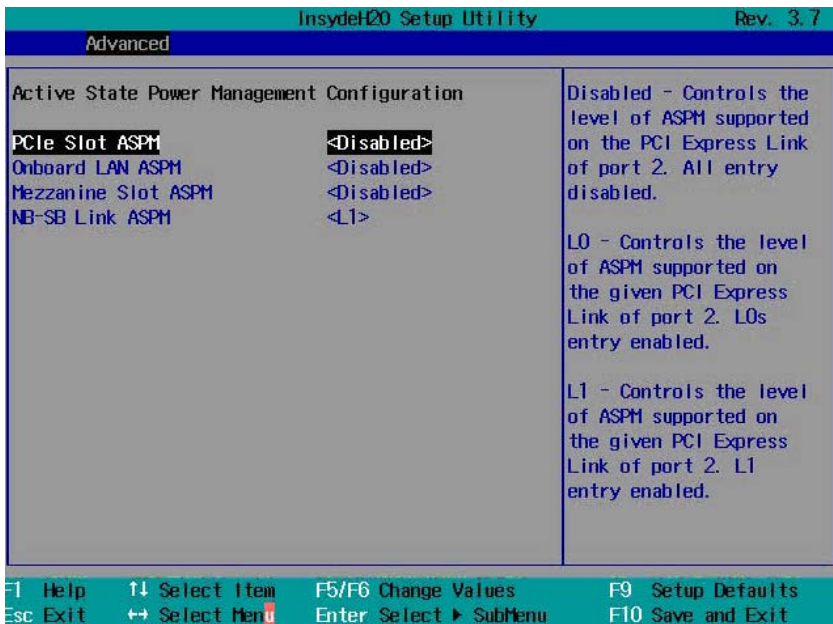 InsydeH2O Setup Utility Rev. 3.7
Advanced
Active State Power Management Configuration
PCIe Slot ASPM <Disabled>
Onboard LAN ASPM <Disabled>
Mezzanine Slot ASPM <Disabled>
NB-SB Link ASPM <L1>
Disabled - Controls the
level of ASPM supported
on the PCI Express Link
of port 2. All entry
disabled.
L0 - Controls the level
of ASPM supported on
the given PCI Express
Link of port 2. L0s
entry enabled.
L1 - Controls the level
of ASPM supported on
the given PCI Express
Link of port 2. L1
entry enabled.
F1 Help ↑↓ Select Item F5/F6 Change Values F9 Setup Defaults
Esc Exit ↔ Select Menu Enter Select ▶ SubMenu F10 Save and Exit